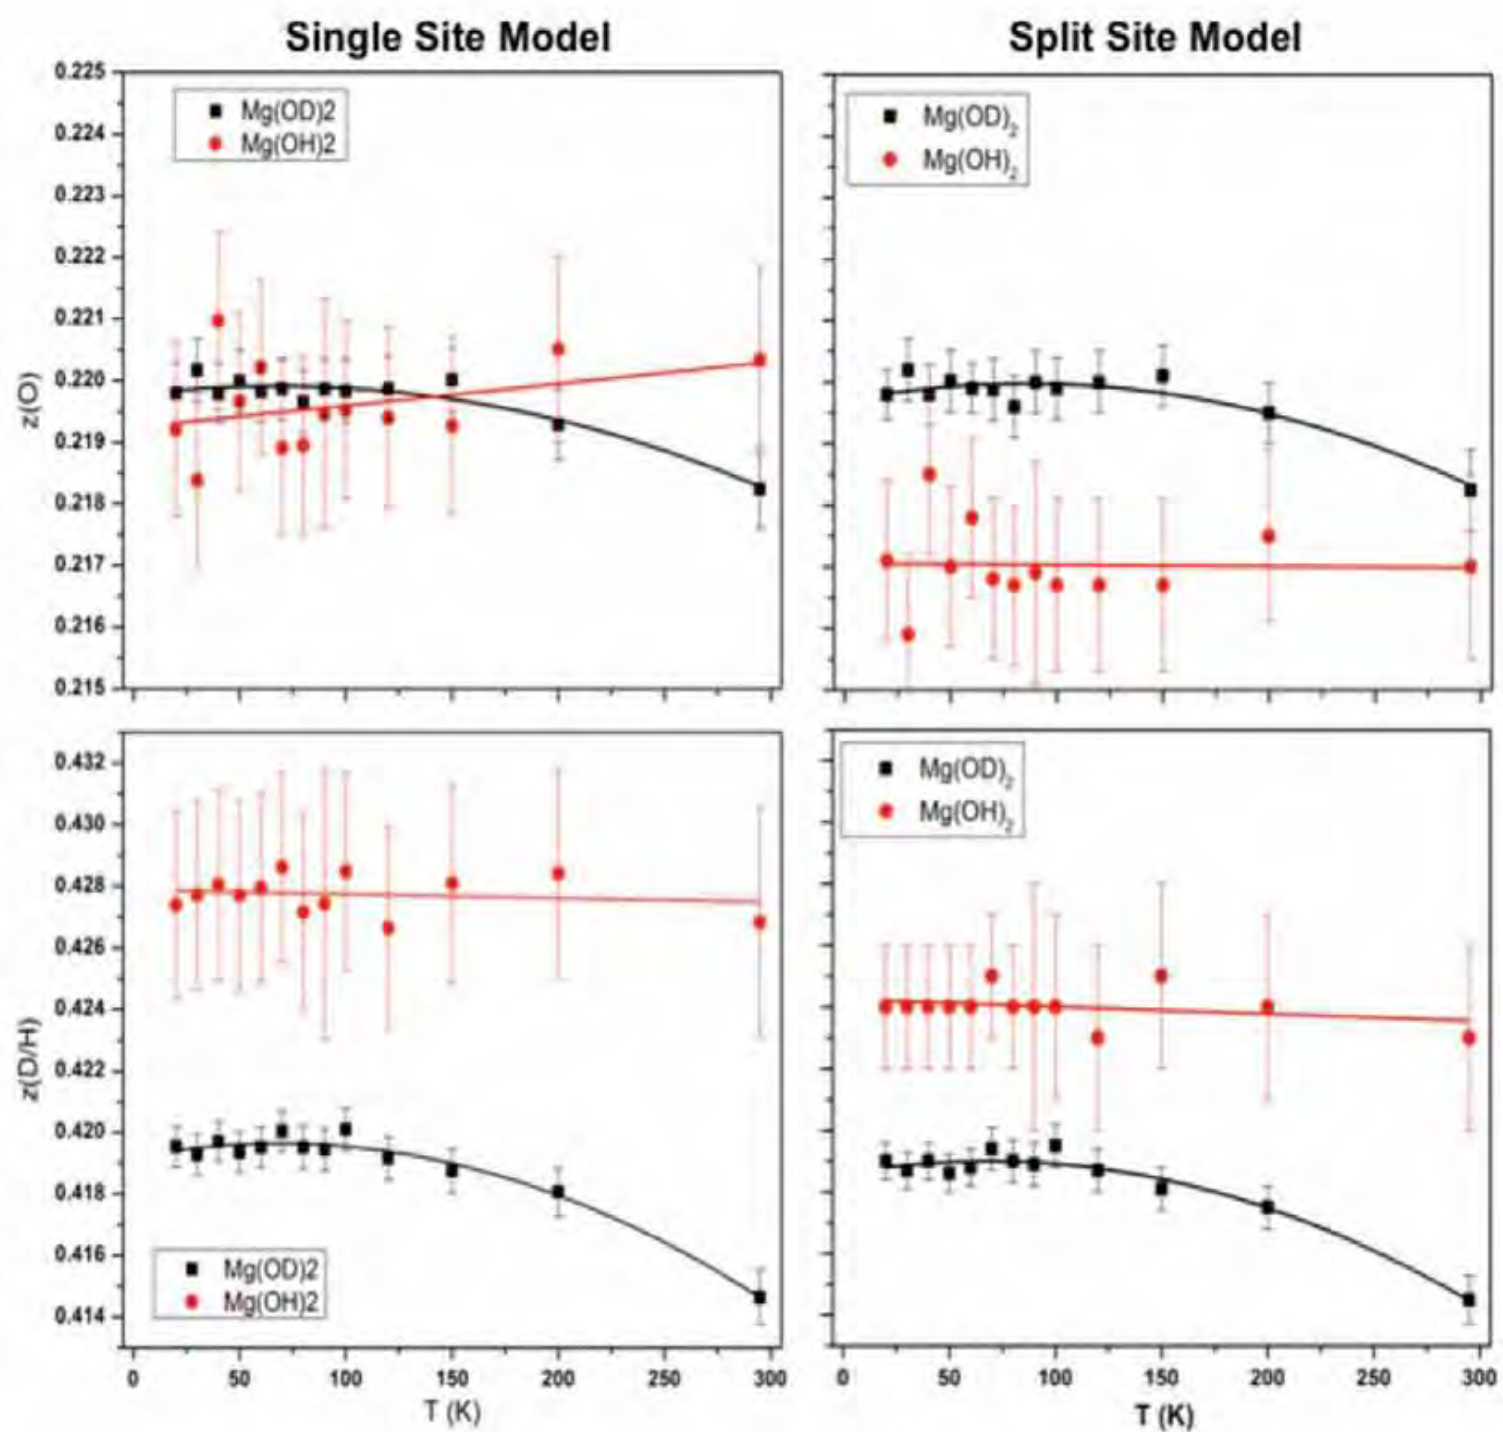 Single Site Model
Split Site Model
0.225
0.224
0.223
0.222
0.221
0.220
0.219
0.218
0.217
0.216
0.215
z(O)
Mg(OD)2
Mg(OH)2
Mg(OD)₂
Mg(OH)₂
0.432
0.430
0.428
0.426
0.424
0.422
0.420
0.418
0.416
0.414
z(D/H)
Mg(OD)2
Mg(OH)2
0 50 100 150 200 250 300
T (K)
Mg(OD)₂
Mg(OH)₂
0 50 100 150 200 250 300
T (K)